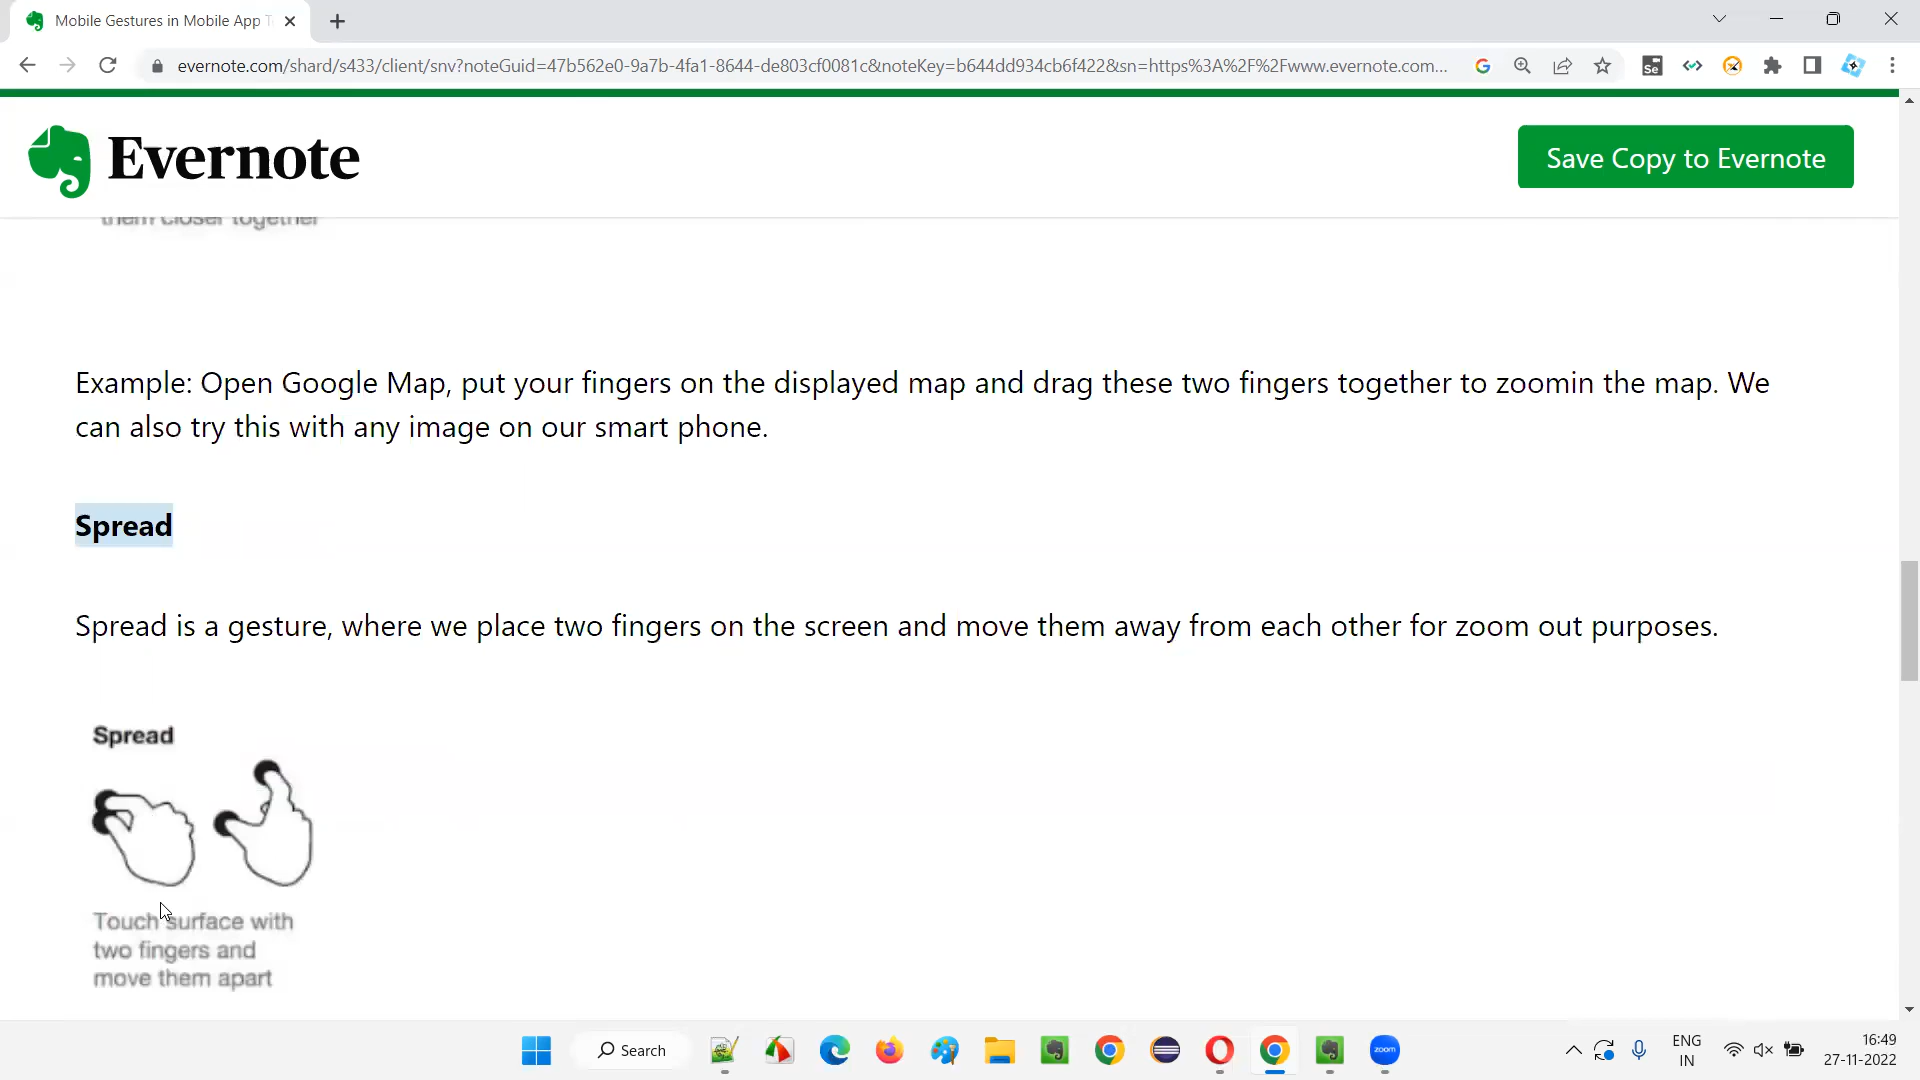 Mobile Gestures in Mobile App T
evernote.com/shard/s433/client/snv?noteGuid=47b562e0-9a7b-4fa1-8644-de803cf0081c&noteKey=b644dd934cb6f422&sn=https%3A%2F%2Fwww.evernote.com...
Se
Evernote
Save Copy to Evernote
them closer together
Example: Open Google Map, put your fingers on the displayed map and drag these two fingers together to zoomin the map. We
can also try this with any image on our smart phone.
Spread
Spread is a gesture, where we place two fingers on the screen and move them away from each other for zoom out purposes.
Spread
Touch surface with
two fingers and
move them apart
Search
zoom
ENG
IN
16:49
27-11-2022